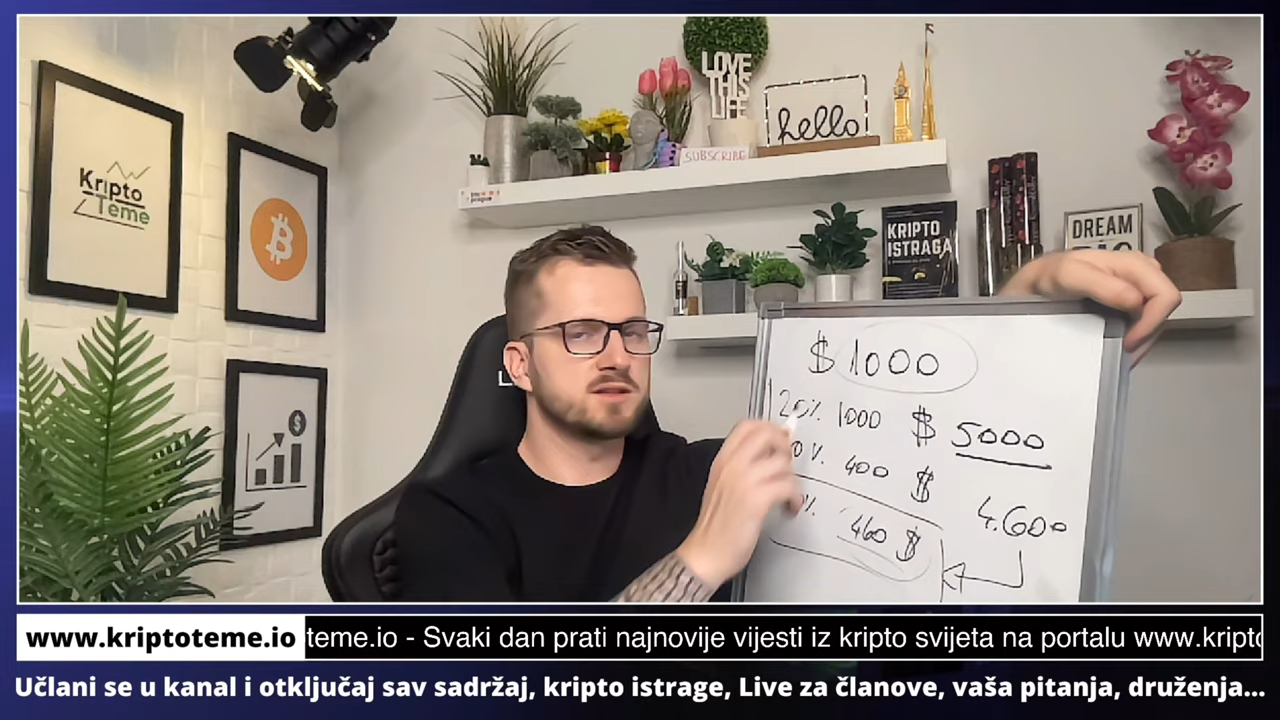 Kripto
Teme
LOVE
THIS
LIFE
hello
SUBSCRIBE
KRIPTO
ISTRAGA
DREAM
$ 1000
20% 1000 $ 5000
400 $
4.600
460 $
www.kriptoteme.io
teme.io - Svaki dan prati najnovije vijesti iz kripto svijeta na portalu www.kripto
Učlani se u kanal i otključaj sav sadržaj, kripto istrage, Live za članove, vaša pitanja, druženja...